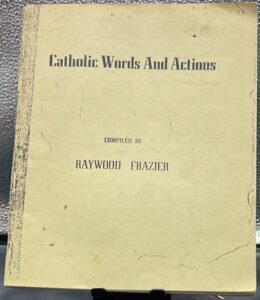 Catholic Words And Actions
COMPILED BY
RAYWOOD FRAZIER